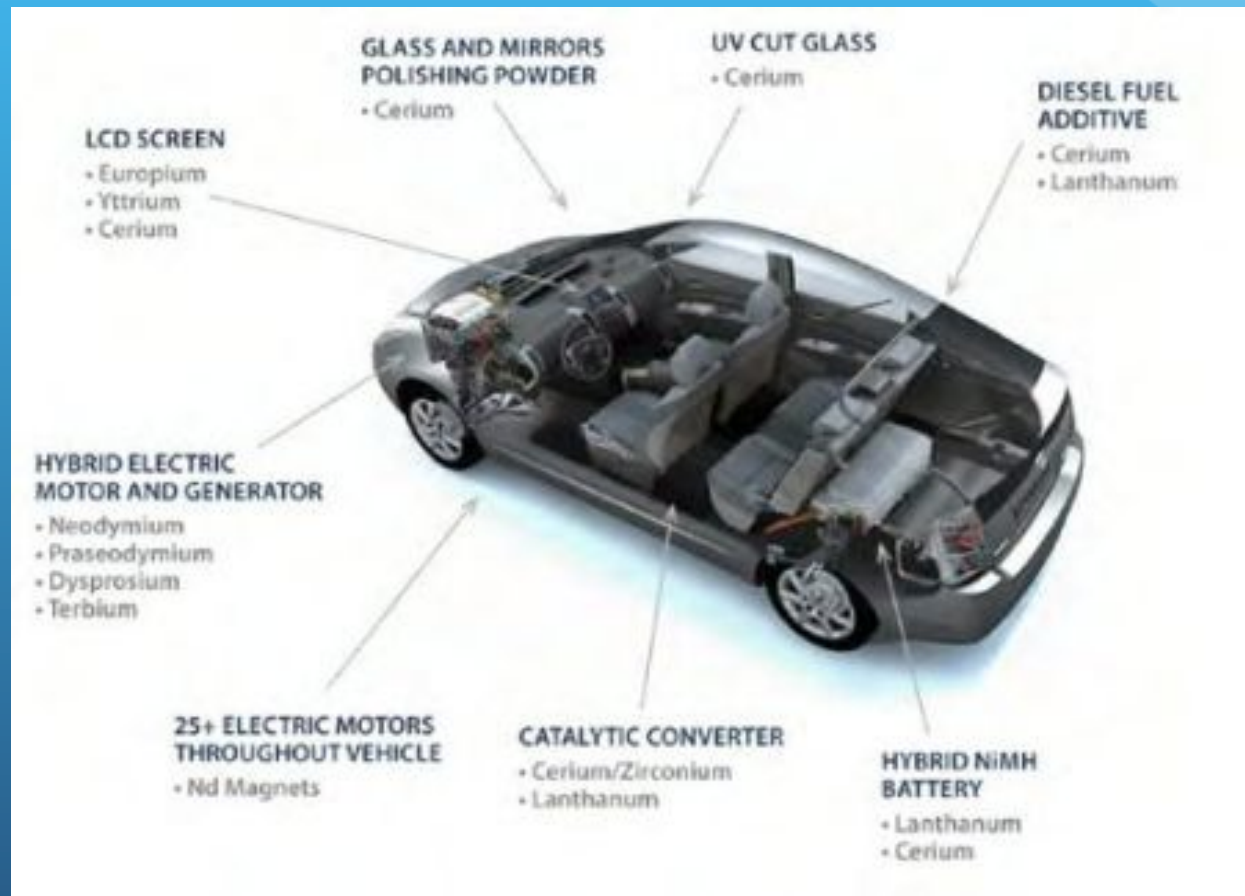 GLASS AND MIRRORS
POLISHING POWDER
• Cerium
UV CUT GLASS
• Cerium
DIESEL FUEL
ADDITIVE
• Cerium
• Lanthanum
LCD SCREEN
• Europium
• Yttrium
• Cerium
HYBRID ELECTRIC
MOTOR AND GENERATOR
• Neodymium
• Praseodymium
• Dysprosium
• Terbium
25+ ELECTRIC MOTORS
THROUGHOUT VEHICLE
• Nd Magnets
CATALYTIC CONVERTER
• Cerium/Zirconium
• Lanthanum
HYBRID NiMH
BATTERY
• Lanthanum
• Cerium